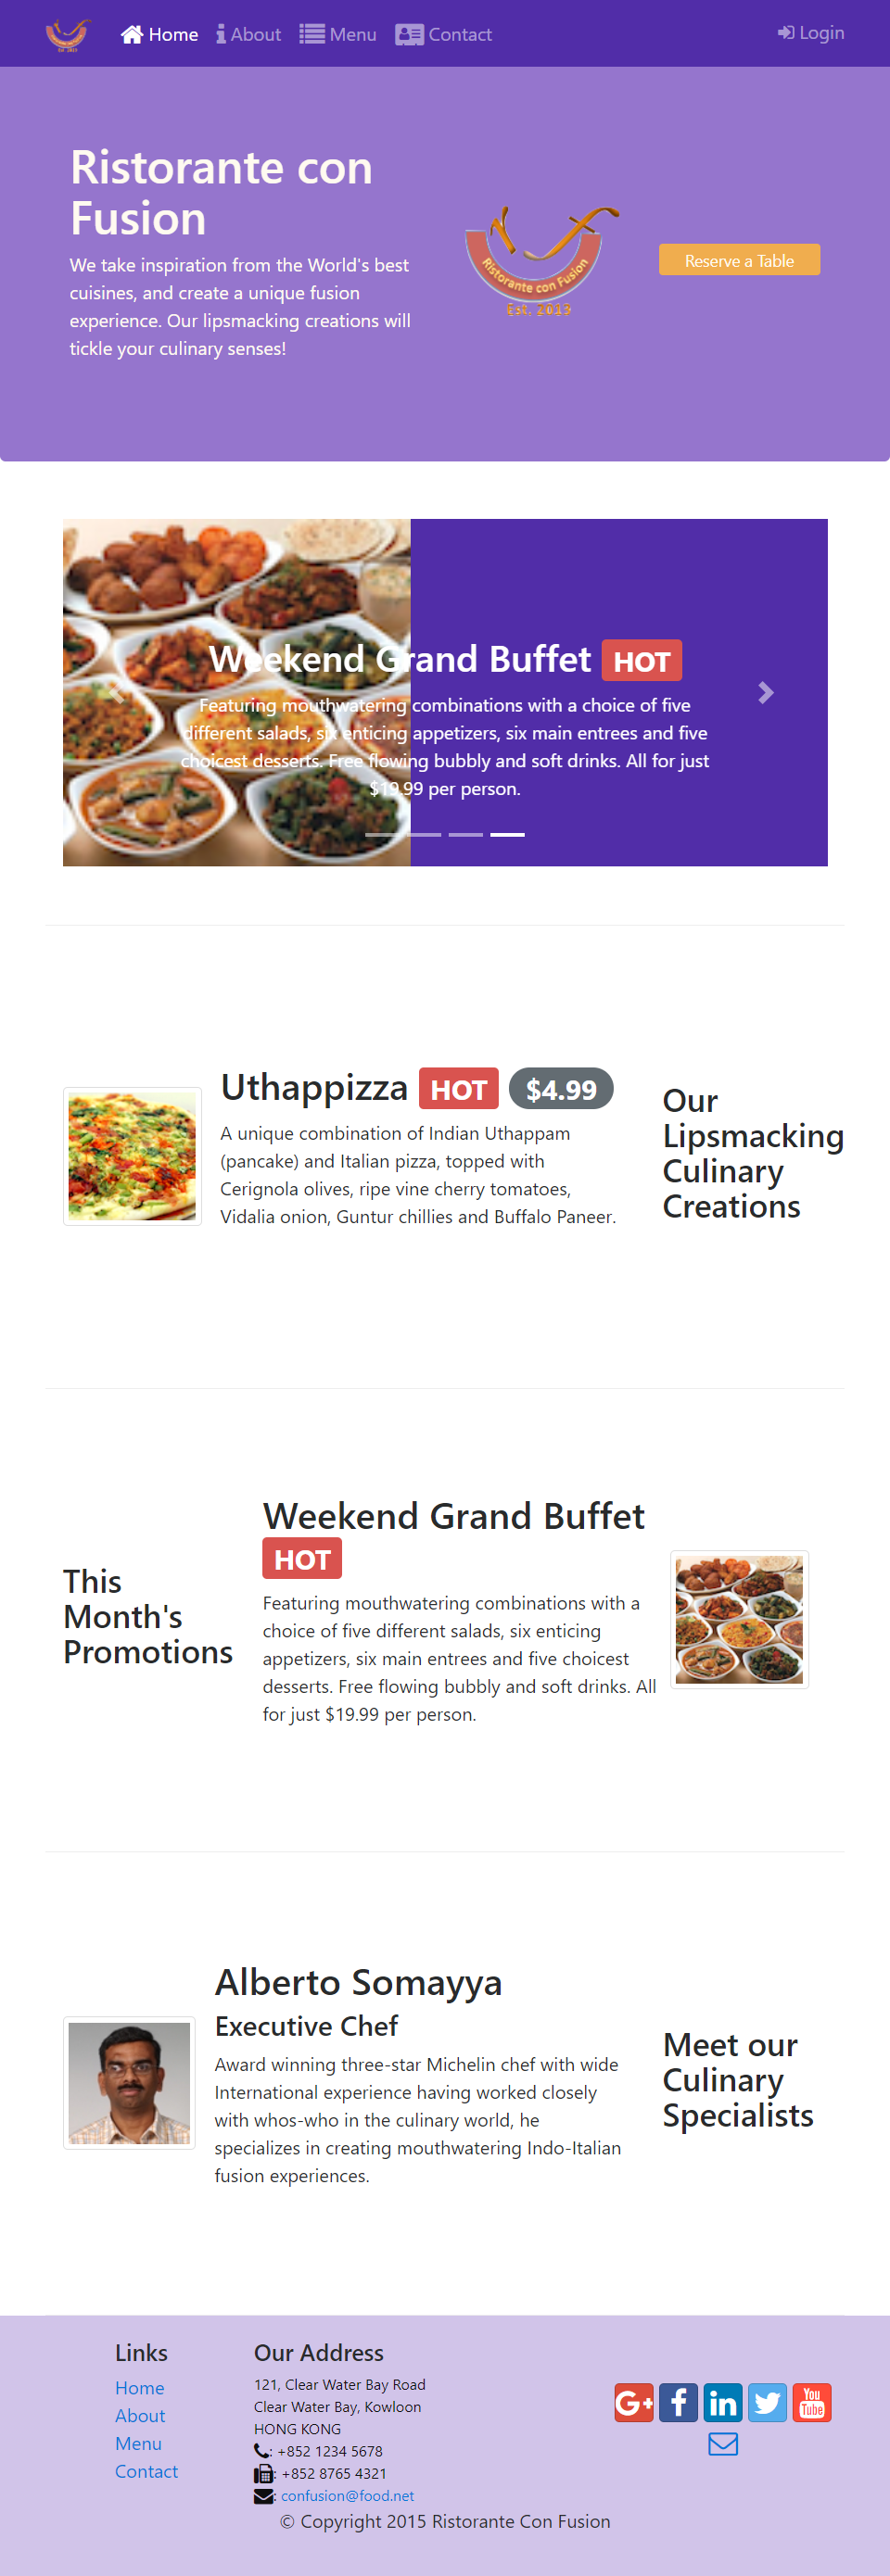 Home About Menu Contact Login
Ristorante con
Fusion
We take inspiration from the World's best
cuisines, and create a unique fusion
experience. Our lipsmacking creations will
tickle your culinary senses!
Ristorante con Fusion
Est. 2013
Reserve a Table
Weekend Grand Buffet HOT
Featuring mouthwatering combinations with a choice of five
different salads, six enticing appetizers, six main entrees and five
choicest desserts. Free flowing bubbly and soft drinks. All for just
$19.99 per person.
Uthappizza HOT $4.99
A unique combination of Indian Uthappam
(pancake) and Italian pizza, topped with
Cerignola olives, ripe vine cherry tomatoes,
Vidalia onion, Guntur chillies and Buffalo Paneer.
Our
Lipsmacking
Culinary
Creations
This
Month's
Promotions
Weekend Grand Buffet
HOT
Featuring mouthwatering combinations with a
choice of five different salads, six enticing
appetizers, six main entrees and five choicest
desserts. Free flowing bubbly and soft drinks. All
for just $19.99 per person.
Alberto Somayya
Executive Chef
Award winning three-star Michelin chef with wide
International experience having worked closely
with whos-who in the culinary world, he
specializes in creating mouthwatering Indo-Italian
fusion experiences.
Meet our
Culinary
Specialists
Links
Home
About
Menu
Contact
Our Address
121, Clear Water Bay Road
Clear Water Bay, Kowloon
HONG KONG
: +852 1234 5678
: +852 8765 4321
: confusion@food.net
G+ f in You Tube
© Copyright 2015 Ristorante Con Fusion